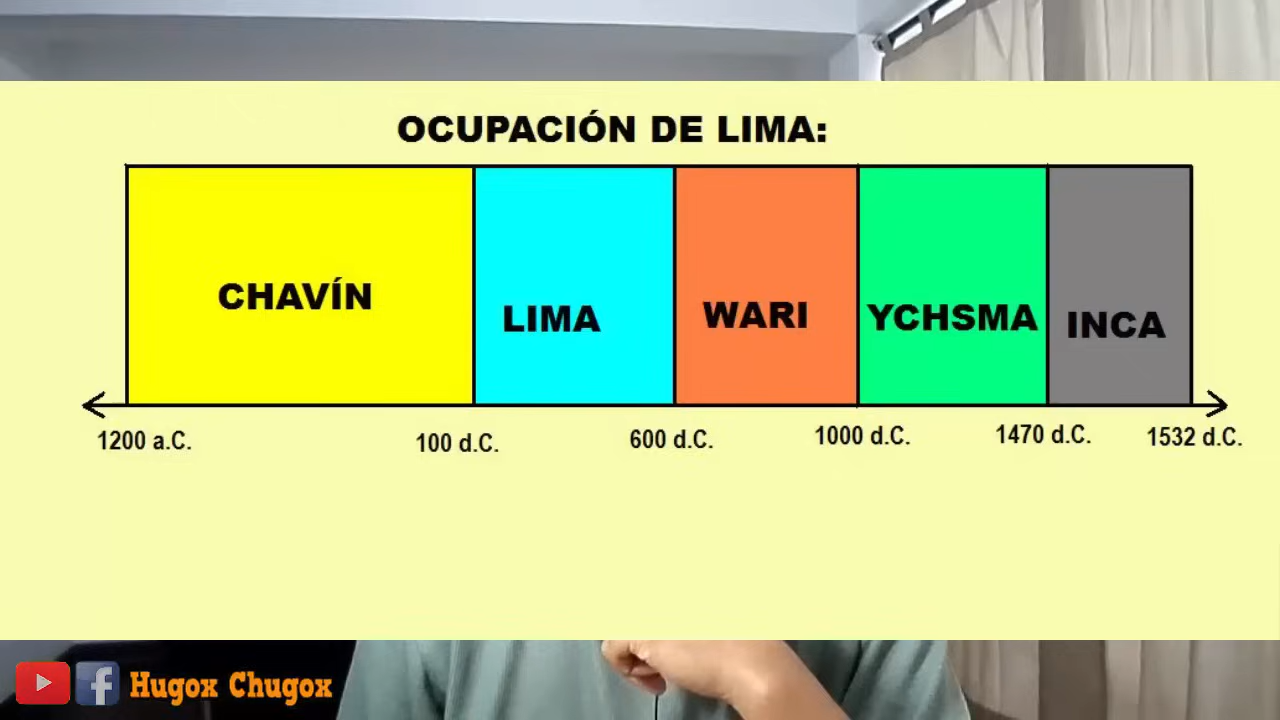 OCUPACIÓN DE LIMA:
CHAVÍN
LIMA
WARI
YCHSMA
INCA
1200 a.C.
100 d.C.
600 d.C.
1000 d.C.
1470 d.C.
1532 d.C.
Hugox Chugox